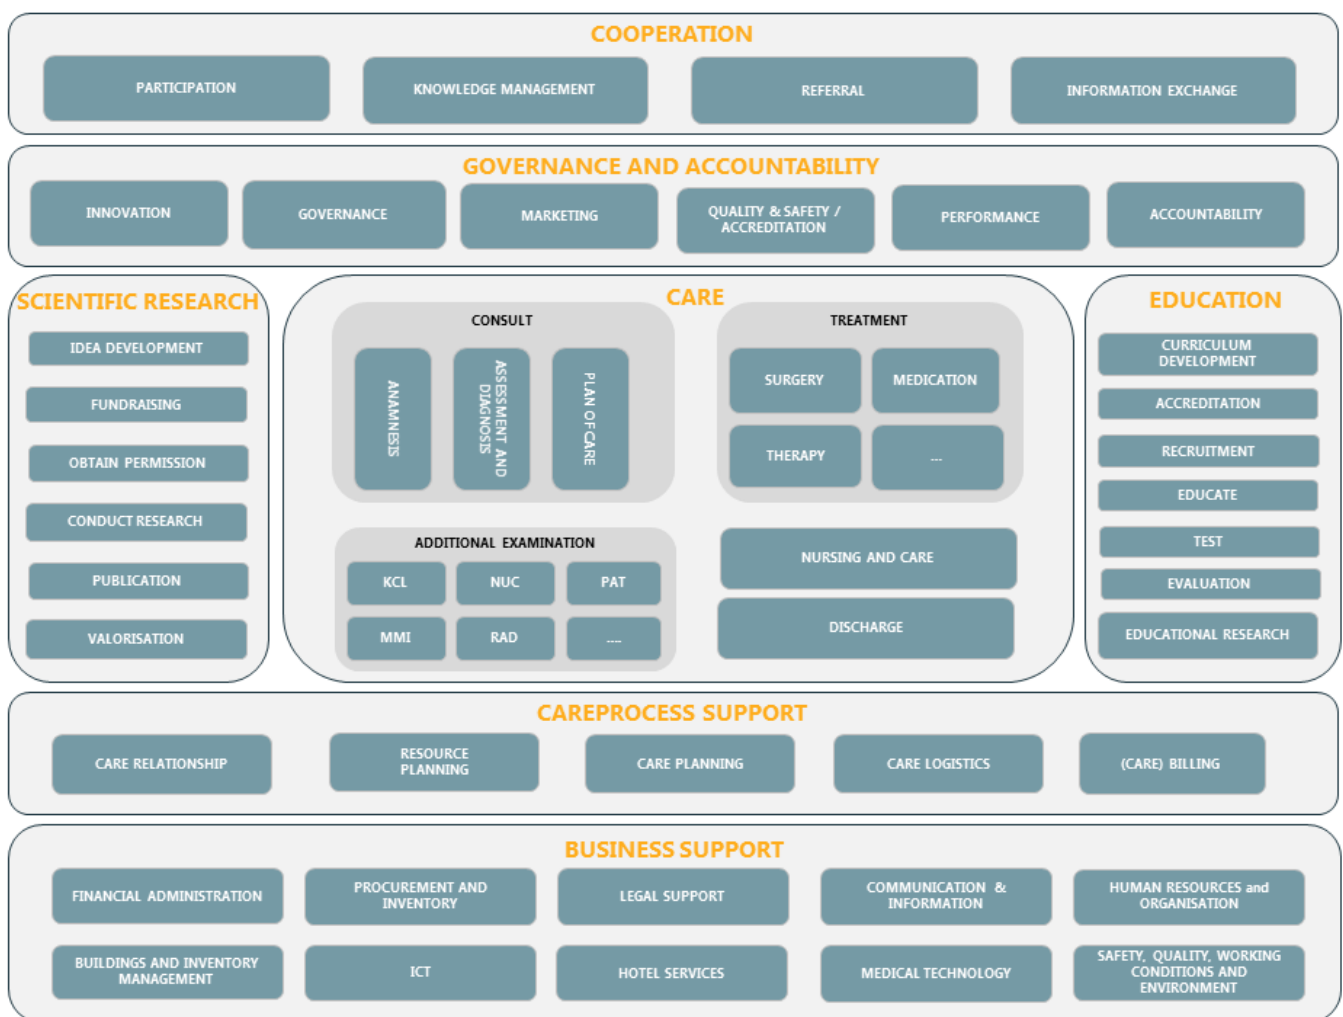 COOPERATION
PARTICIPATION
KNOWLEDGE MANAGEMENT
REFERRAL
INFORMATION EXCHANGE
GOVERNANCE AND ACCOUNTABILITY
INNOVATION
GOVERNANCE
MARKETING
QUALITY & SAFETY /
ACCREDITATION
PERFORMANCE
ACCOUNTABILITY
SCIENTIFIC RESEARCH
IDEA DEVELOPMENT
FUNDRAISING
OBTAIN PERMISSION
CONDUCT RESEARCH
PUBLICATION
VALORISATION
CARE
CONSULT
ANAMNESIS
ASSESSMENT AND
DIAGNOSIS
PLAN OF CARE
TREATMENT
SURGERY
MEDICATION
THERAPY
...
ADDITIONAL EXAMINATION
KCL
NUC
PAT
MMI
RAD
....
NURSING AND CARE
DISCHARGE
EDUCATION
CURRICULUM
DEVELOPMENT
ACCREDITATION
RECRUITMENT
EDUCATE
TEST
EVALUATION
EDUCATIONAL RESEARCH
CAREPROCESS SUPPORT
CARE RELATIONSHIP
RESOURCE
PLANNING
CARE PLANNING
CARE LOGISTICS
(CARE) BILLING
BUSINESS SUPPORT
FINANCIAL ADMINISTRATION
PROCUREMENT AND
INVENTORY
LEGAL SUPPORT
COMMUNICATION &
INFORMATION
HUMAN RESOURCES and
ORGANISATION
BUILDINGS AND INVENTORY
MANAGEMENT
ICT
HOTEL SERVICES
MEDICAL TECHNOLOGY
SAFETY, QUALITY, WORKING
CONDITIONS AND
ENVIRONMENT